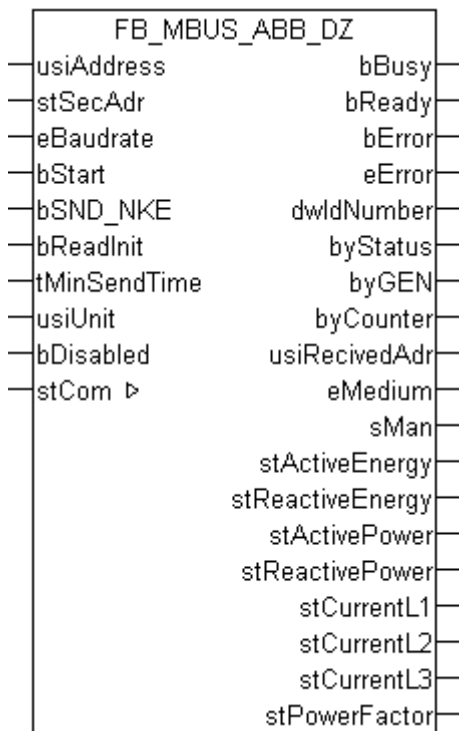 FB_MBUS_ABB_DZ
usiAddress bBusy
stSecAdr bReady
eBaudrate bError
bStart eError
bSND_NKE dwIdNumber
bReadInit byStatus
tMinSendTime byGEN
usiUnit byCounter
bDisabled usiRecivedAdr
stCom ▷ eMedium
sMan
stActiveEnergy
stReactiveEnergy
stActivePower
stReactivePower
stCurrentL1
stCurrentL2
stCurrentL3
stPowerFactor